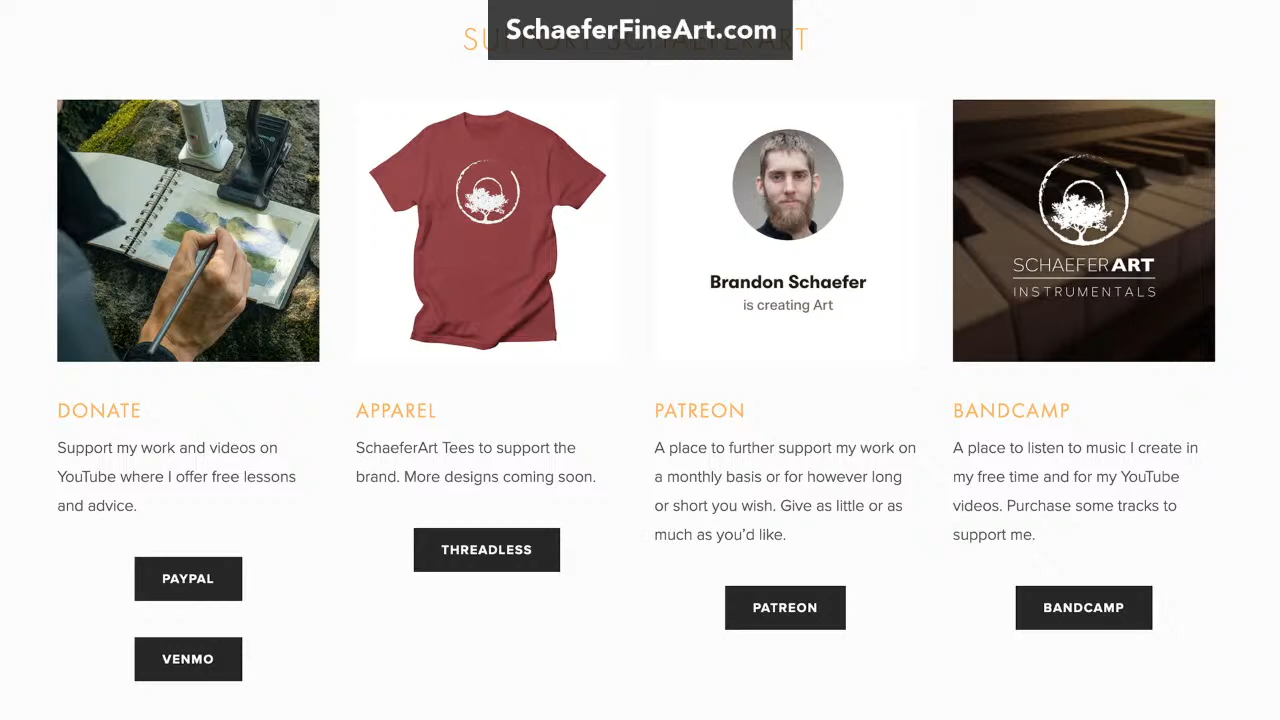 SchaeferFineArt.com
SUPPORT SCHAEFERART
SCHAEFERART
INSTRUMENTALS
Brandon Schaefer
is creating Art
DONATE
Support my work and videos on
YouTube where I offer free lessons
and advice.
PAYPAL
VENMO
APPAREL
SchaeferArt Tees to support the
brand. More designs coming soon.
THREADLESS
PATREON
A place to further support my work on
a monthly basis or for however long
or short you wish. Give as little or as
much as you'd like.
PATREON
BANDCAMP
A place to listen to music I create in
my free time and for my YouTube
videos. Purchase some tracks to
support me.
BANDCAMP